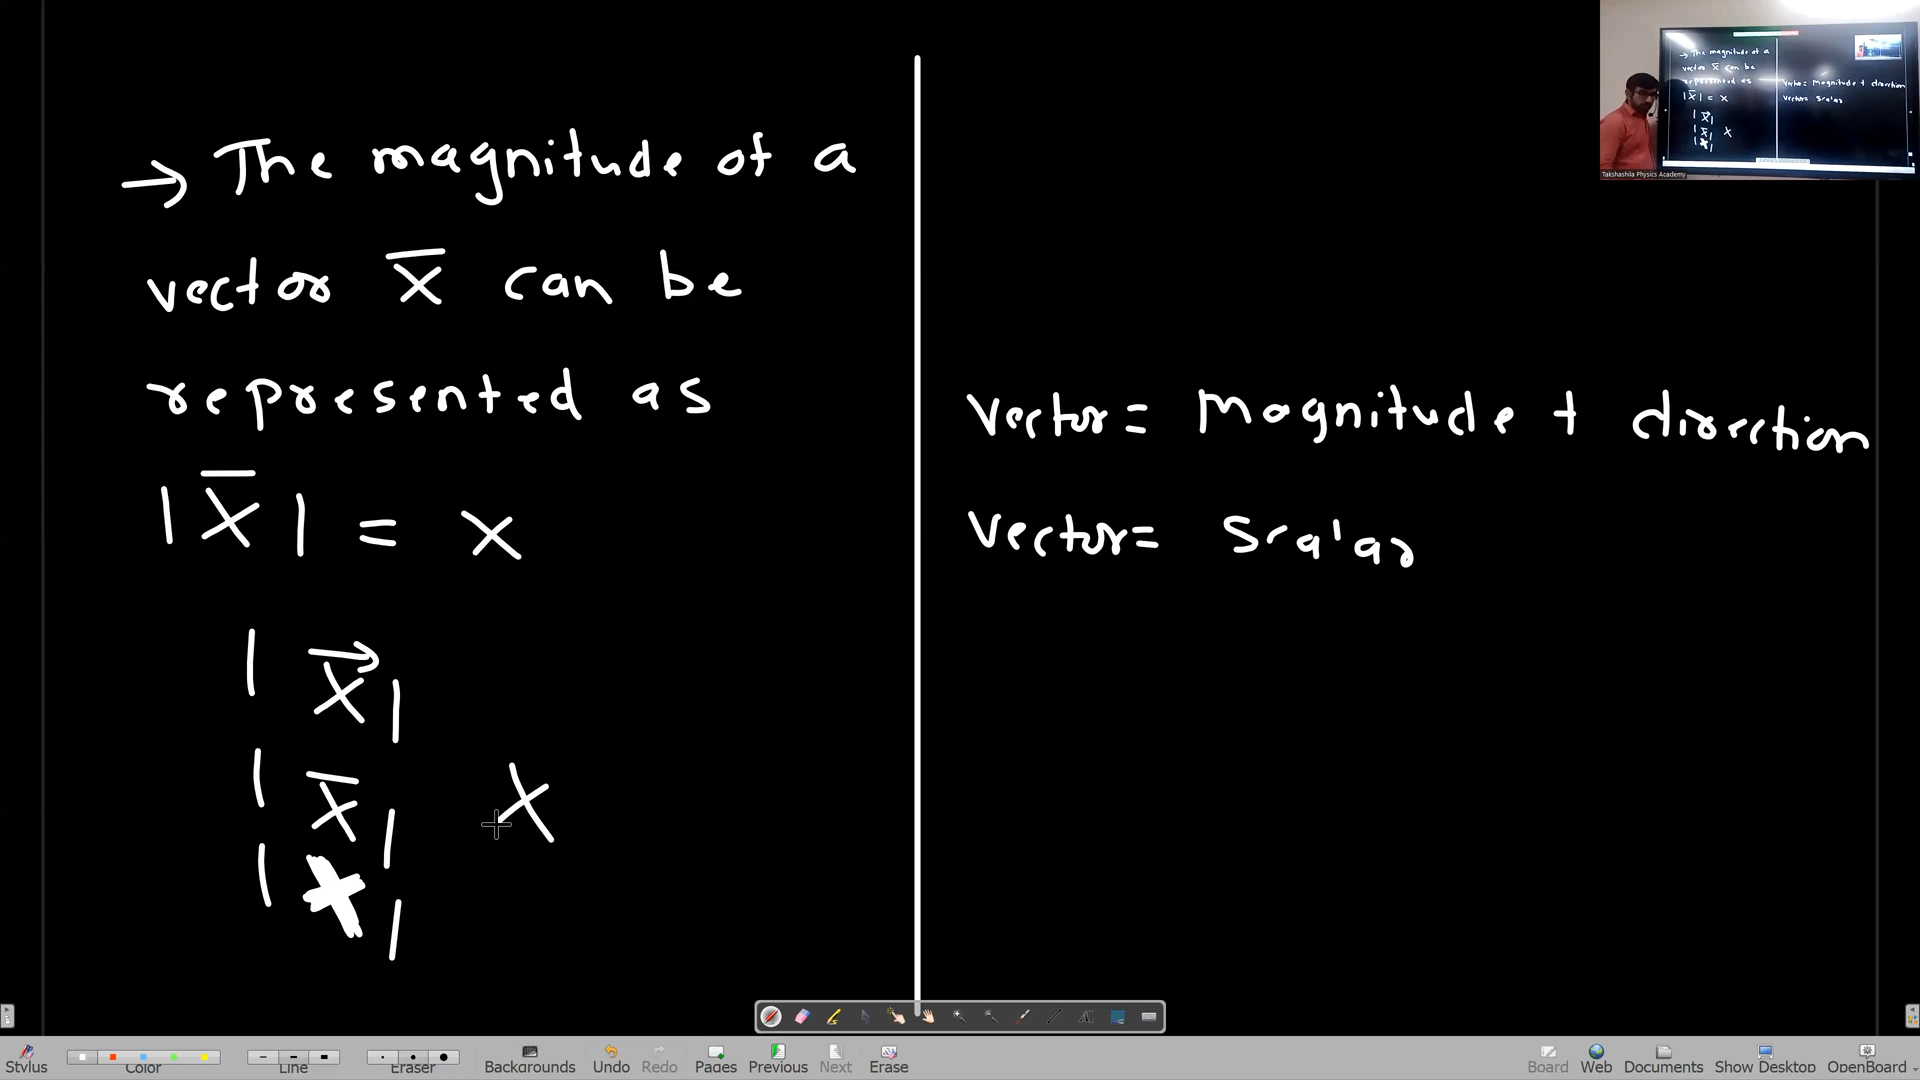 → The magnitude of a
vector X̅ can be
represented as
|X̅| = x
|X⃗|
|X̅|
X
|X|
Vector = Magnitude + direction
Vector = Scalar
Takshashila Physics Academy
Stylus
Color
Line
Eraser
Backgrounds
Undo
Redo
Pages
Previous
Next
Erase
Board
Web
Documents
Show Desktop
OpenBoard